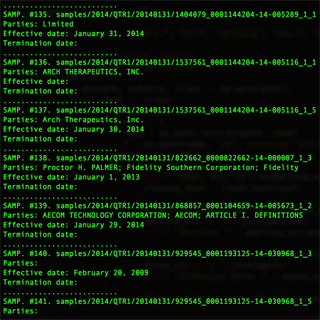 ..........................
SAMP. #135. samples/2014/QTR1/20140131/1404079_0001144204-14-005289_1_1
Parties: Limited
Effective date: January 31, 2014
Termination date:
..........................
SAMP. #136. samples/2014/QTR1/20140131/1537561_0001144204-14-005116_1_1
Parties: ARCH THERAPEUTICS, INC.
Effective date:
Termination date:
..........................
SAMP. #137. samples/2014/QTR1/20140131/1537561_0001144204-14-005116_1_5
Parties: Arch Therapeutics, Inc.
Effective date: January 30, 2014
Termination date:
..........................
SAMP. #138. samples/2014/QTR1/20140131/822662_0000822662-14-000007_1_3
Parties: Proctor H. PALMER; Fidelity Southern Corporation; Fidelity
Effective date: January 1, 2013
Termination date:
..........................
SAMP. #139. samples/2014/QTR1/20140131/868857_0001104659-14-005673_1_2
Parties: AECOM TECHNOLOGY CORPORATION; AECOM; ARTICLE I. DEFINITIONS
Effective date: January 29, 2014
Termination date:
..........................
SAMP. #140. samples/2014/QTR1/20140131/929545_0001193125-14-030968_1_3
Parties:
Effective date: February 20, 2009
Termination date:
..........................
SAMP. #141. samples/2014/QTR1/20140131/929545_0001193125-14-030968_1_5
Parties: